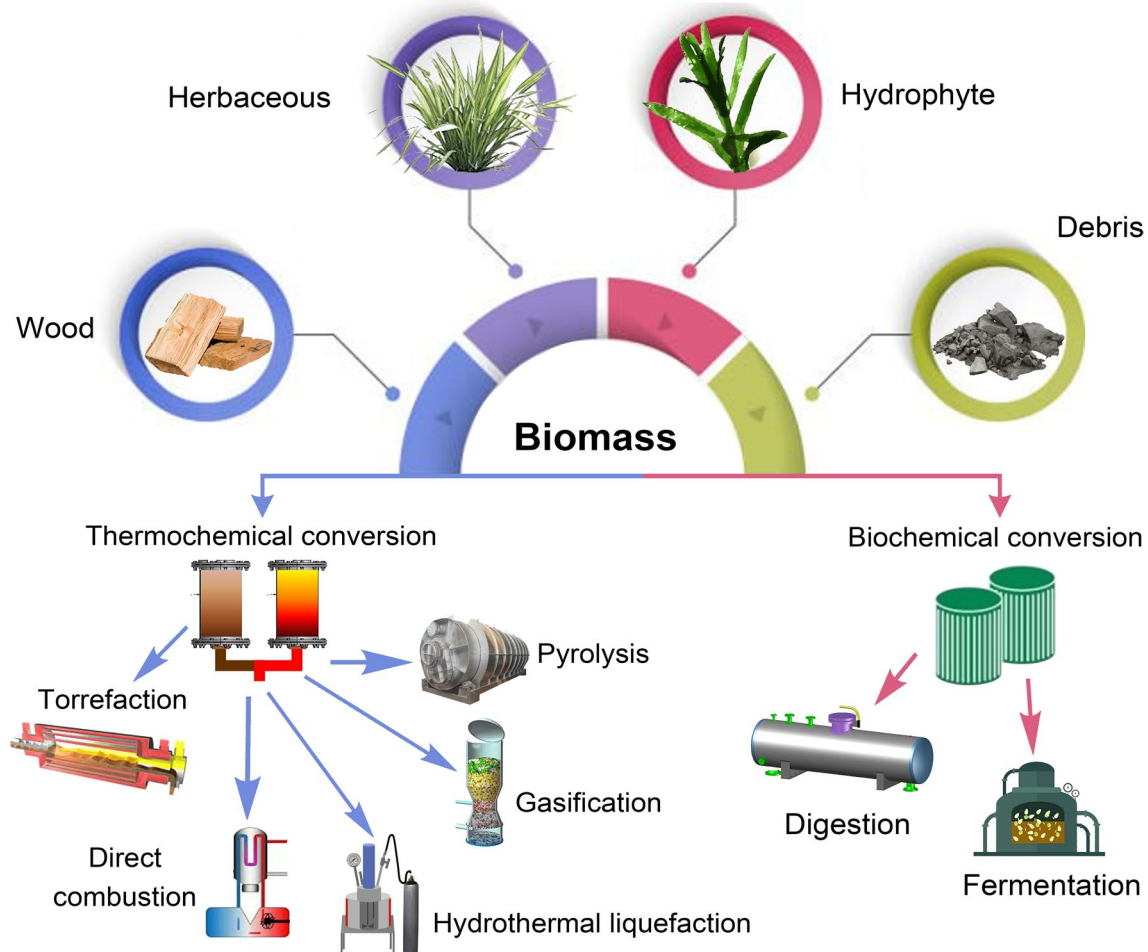 Herbaceous
Hydrophyte
Debris
Wood
Biomass
Thermochemical conversion
Biochemical conversion
Pyrolysis
Torrefaction
Gasification
Digestion
Direct
combustion
Fermentation
Hydrothermal liquefaction